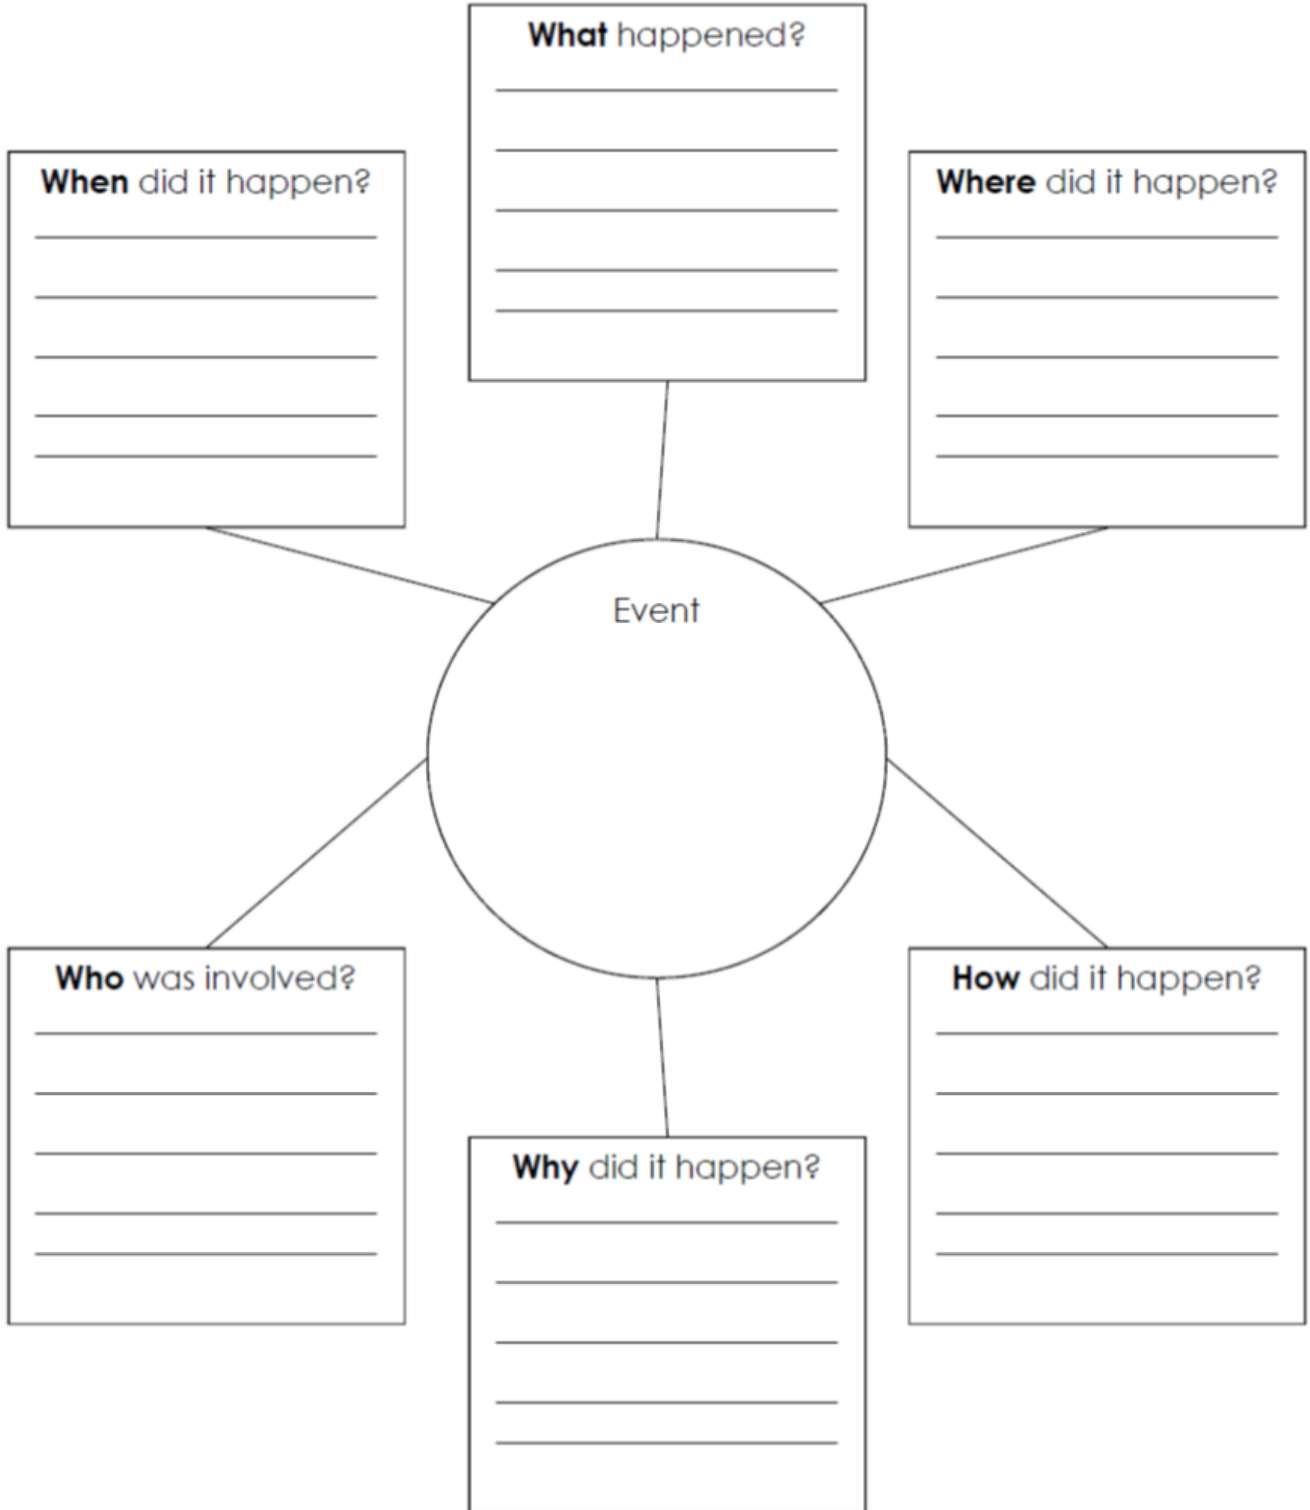 What happened?
When did it happen?
Where did it happen?
Event
Who was involved?
How did it happen?
Why did it happen?